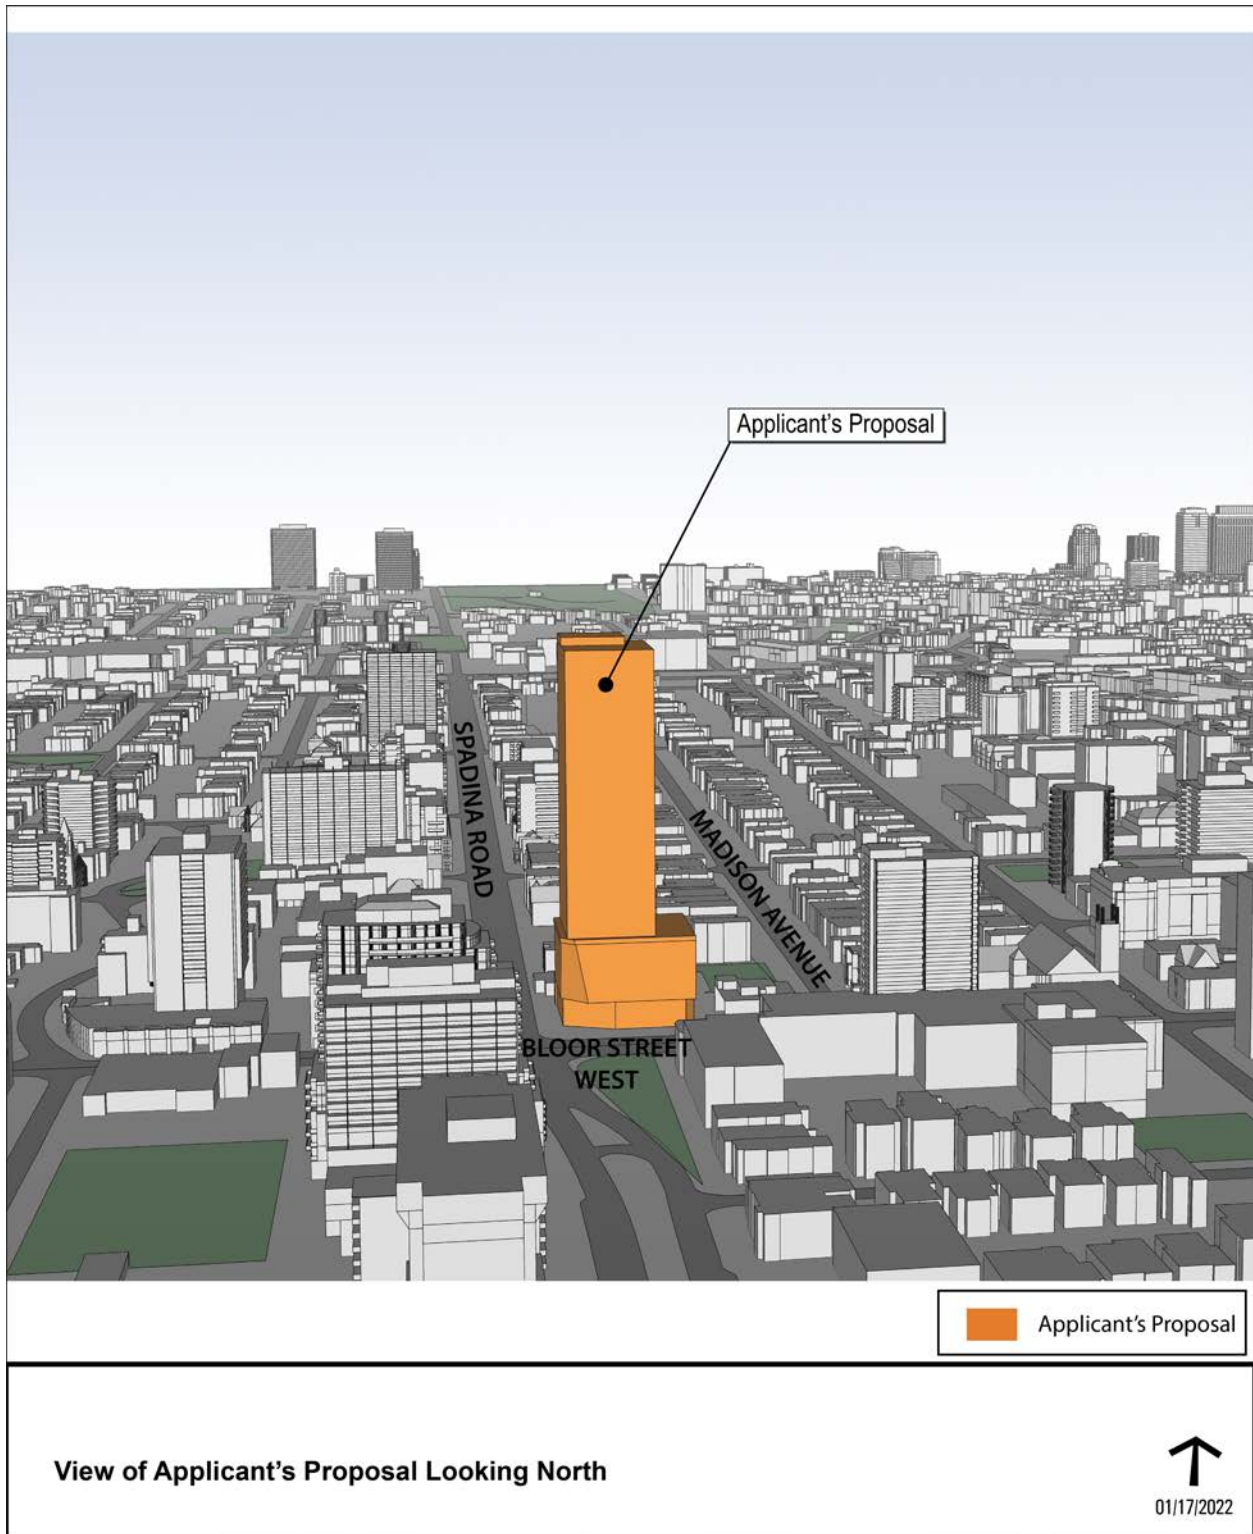 Applicant's Proposal
SPADINA ROAD
MADISON AVENUE
BLOOR STREET
WEST
Applicant's Proposal
View of Applicant's Proposal Looking North
01/17/2022